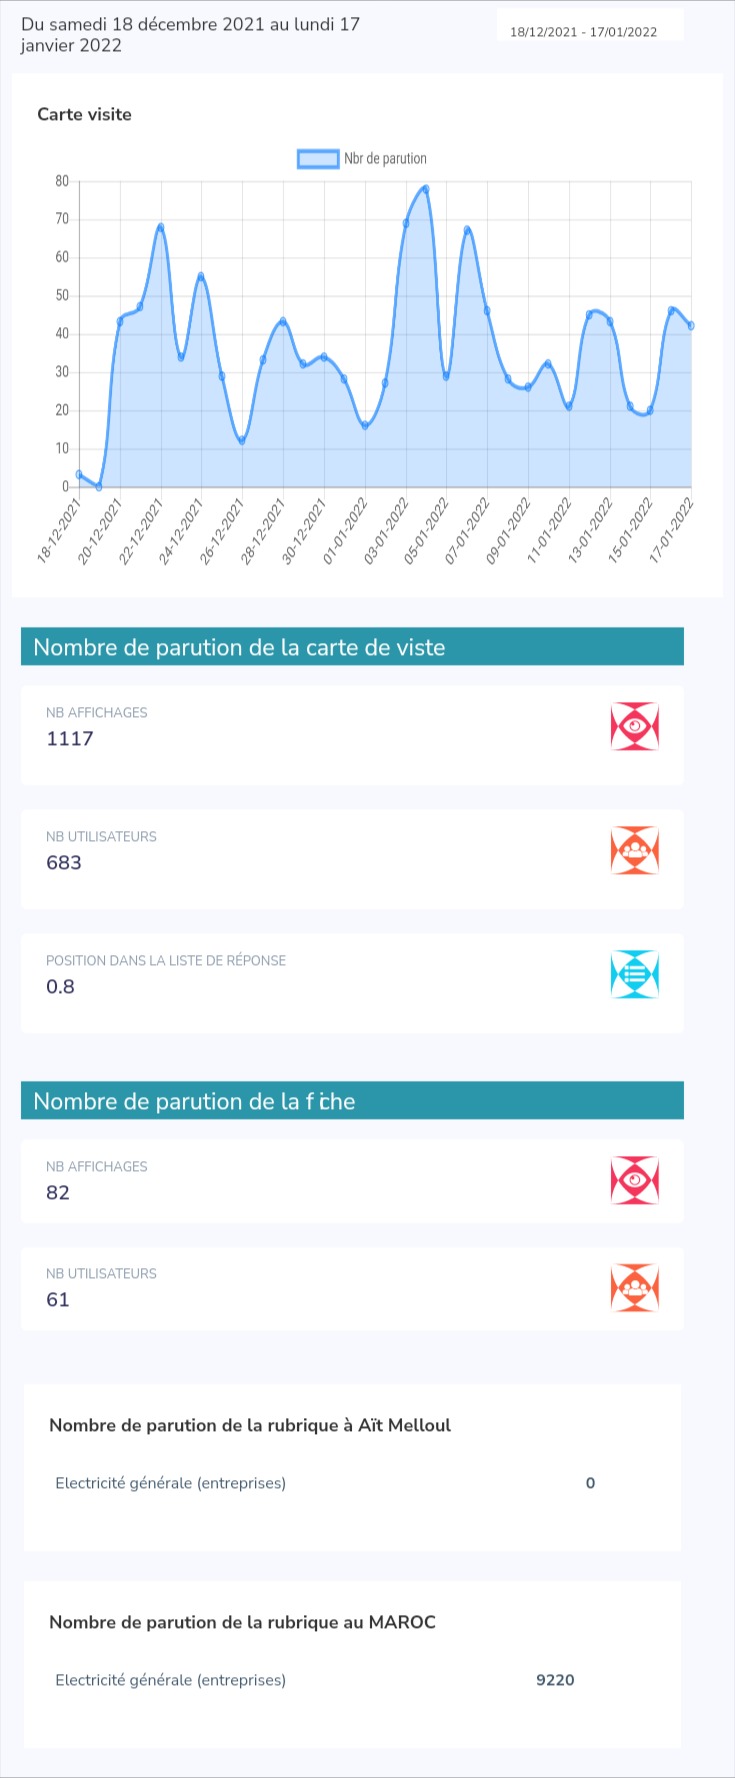 Du samedi 18 décembre 2021 au lundi 17
janvier 2022
18/12/2021 - 17/01/2022
Carte visite
Nbr de parution
80
70
60
50
40
30
20
10
0
18-12-2021
20-12-2021
22-12-2021
24-12-2021
26-12-2021
28-12-2021
30-12-2021
01-01-2022
03-01-2022
05-01-2022
07-01-2022
09-01-2022
11-01-2022
13-01-2022
15-01-2022
17-01-2022
Nombre de parution de la carte de viste
NB AFFICHAGES
1117
NB UTILISATEURS
683
POSITION DANS LA LISTE DE RÉPONSE
0.8
Nombre de parution de la fiche
NB AFFICHAGES
82
NB UTILISATEURS
61
Nombre de parution de la rubrique à Aït Melloul
Electricité générale (entreprises) 0
Nombre de parution de la rubrique au MAROC
Electricité générale (entreprises) 9220